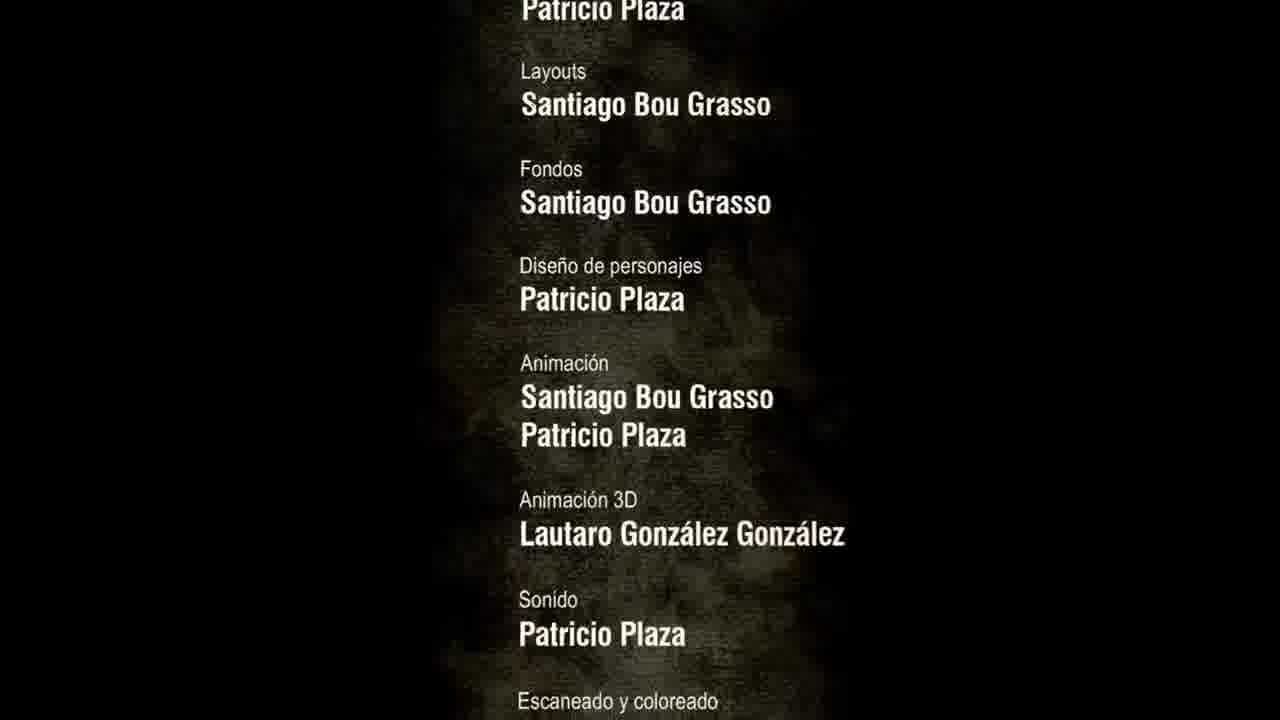 Patricio Plaza
Layouts
Santiago Bou Grasso
Fondos
Santiago Bou Grasso
Diseño de personajes
Patricio Plaza
Animación
Santiago Bou Grasso
Patricio Plaza
Animación 3D
Lautaro González González
Sonido
Patricio Plaza
Escaneado y coloreado